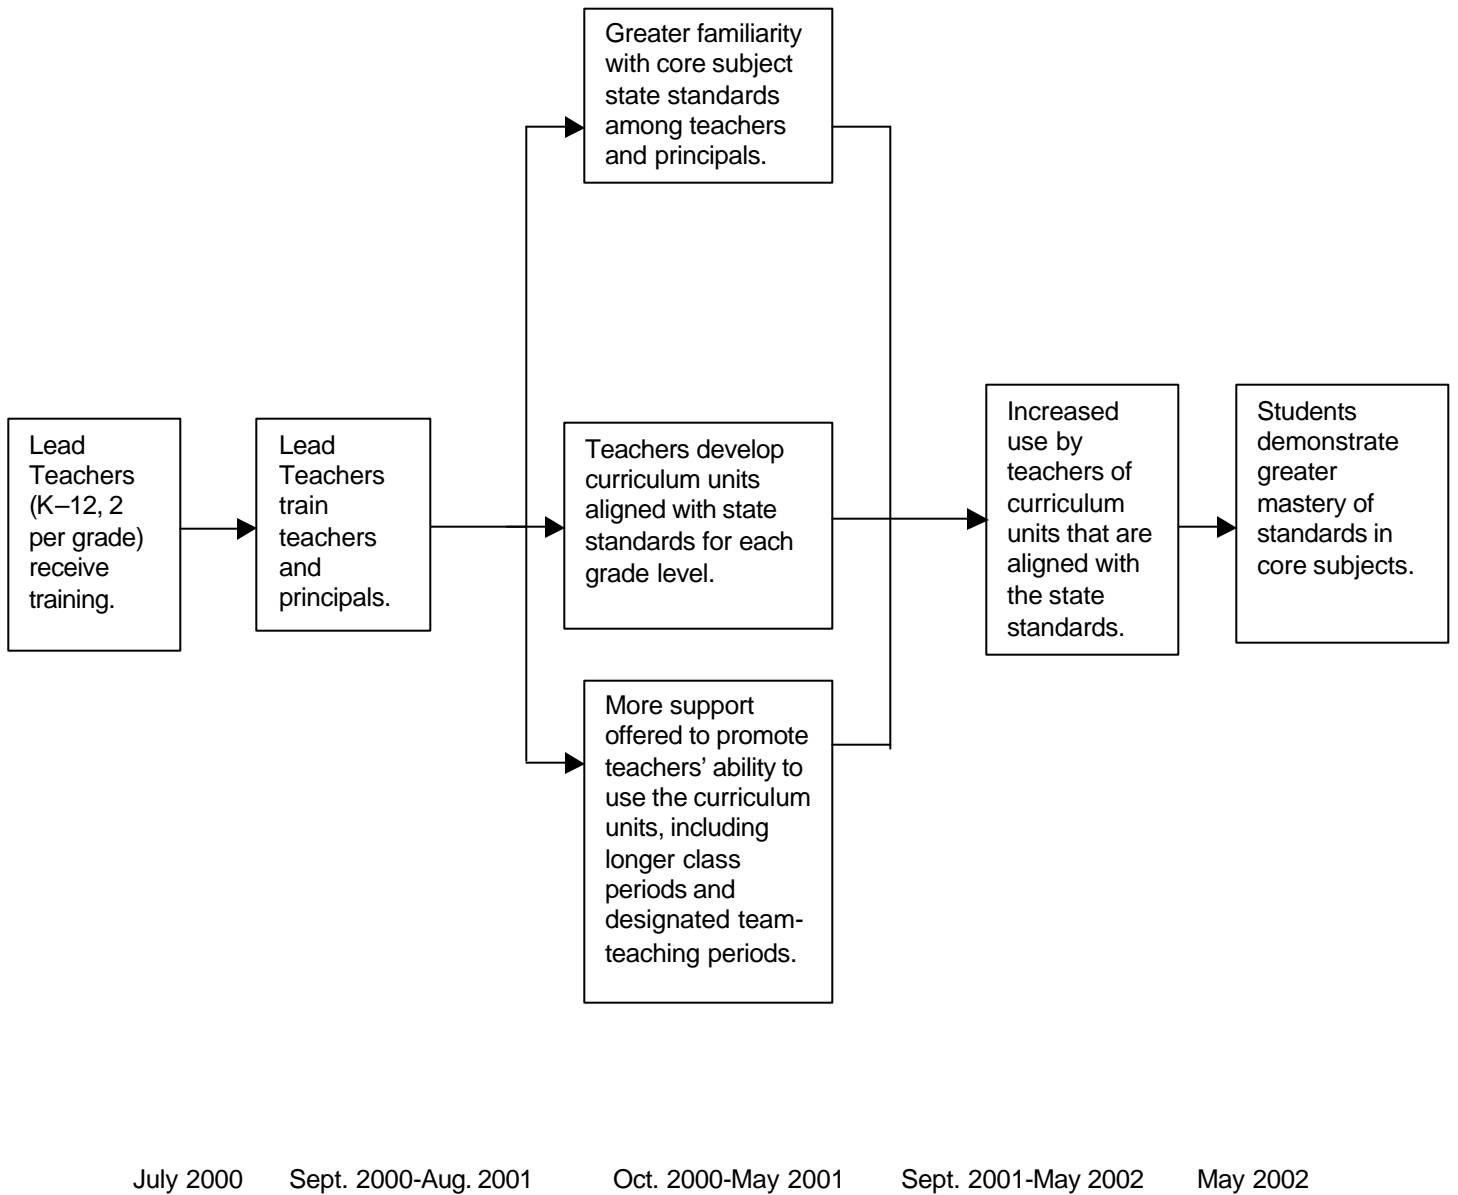 Greater familiarity
with core subject
state standards
among teachers
and principals.
Lead
Teachers
(K–12, 2
per grade)
receive
training.
Lead
Teachers
train
teachers
and
principals.
Teachers develop
curriculum units
aligned with state
standards for each
grade level.
More support
offered to promote
teachers’ ability to
use the curriculum
units, including
longer class
periods and
designated team-
teaching periods.
Increased
use by
teachers of
curriculum
units that are
aligned with
the state
standards.
Students
demonstrate
greater
mastery of
standards in
core subjects.
July 2000 Sept. 2000-Aug. 2001 Oct. 2000-May 2001 Sept. 2001-May 2002 May 2002